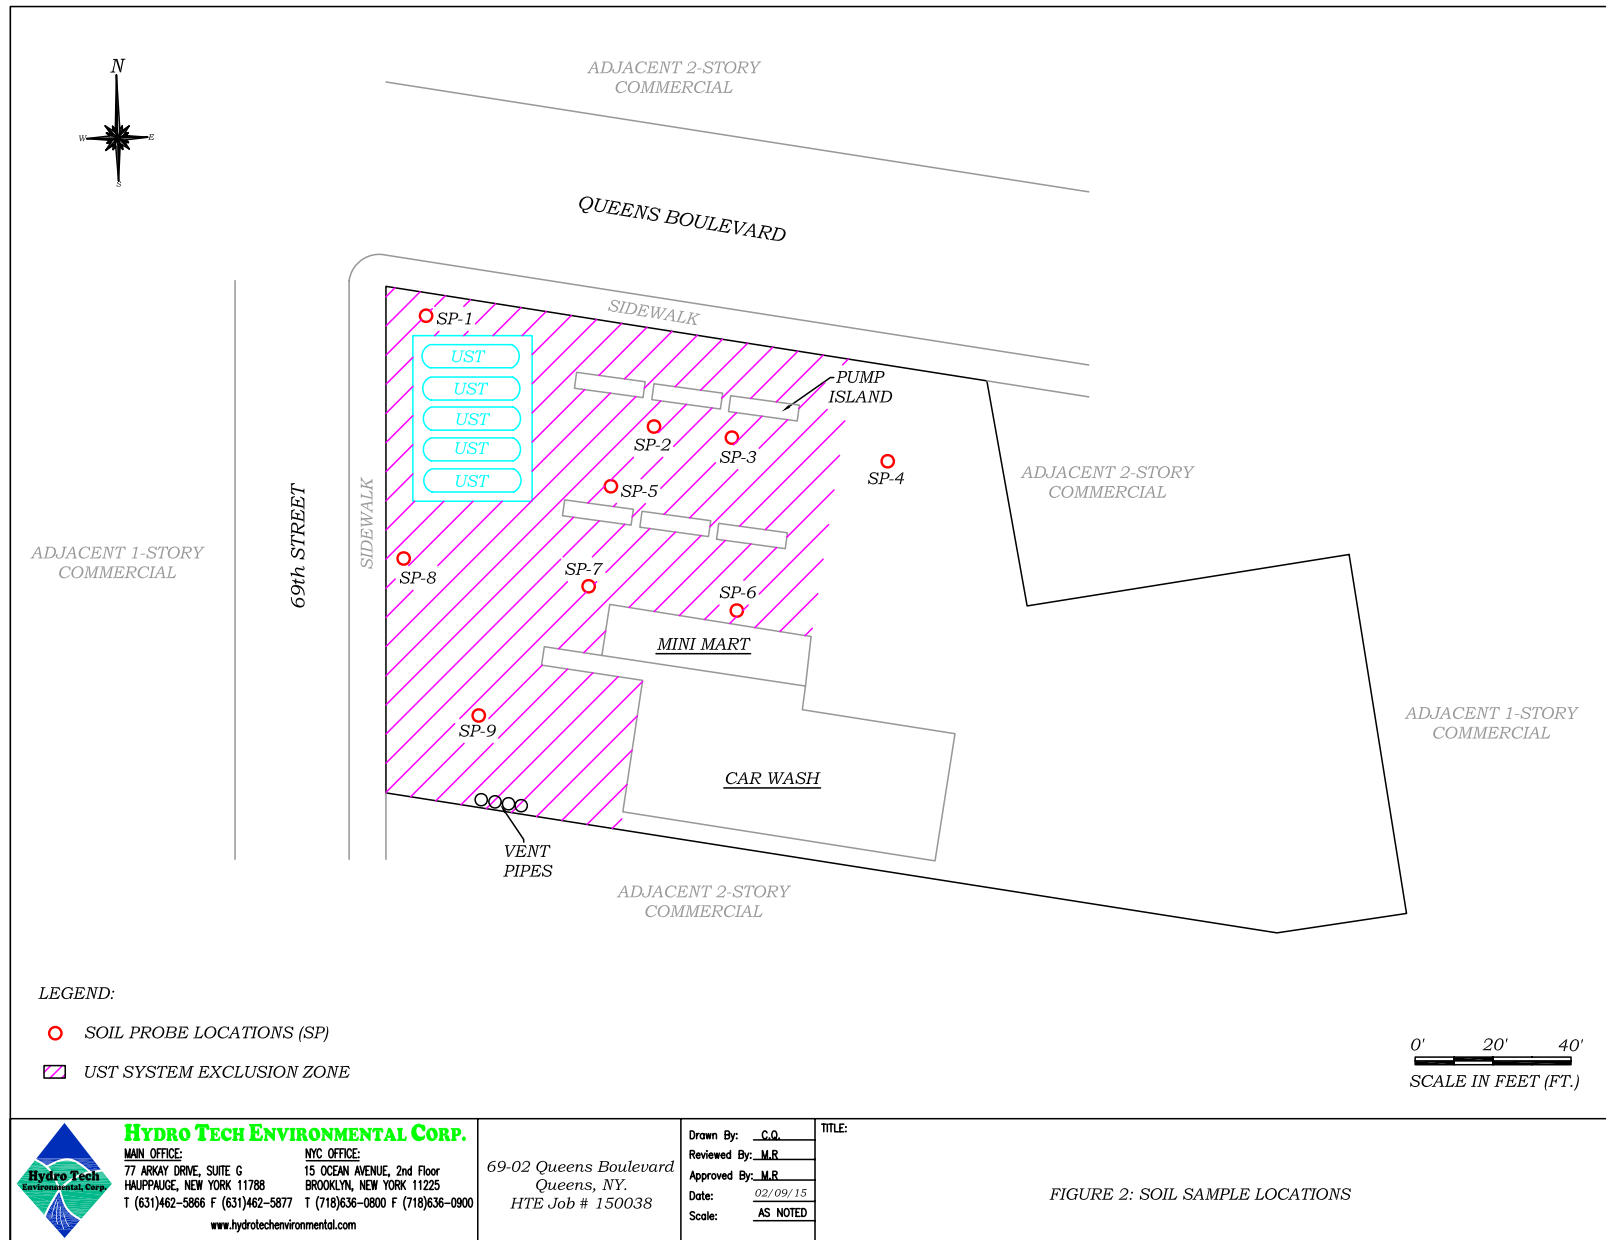 N
W
E
S
ADJACENT 2-STORY
COMMERCIAL
QUEENS BOULEVARD
SIDEWALK
SP-1
UST
UST
UST
UST
UST
PUMP
ISLAND
SP-2
SP-3
SP-4
SP-5
ADJACENT 2-STORY
COMMERCIAL
SIDEWALK
69th STREET
ADJACENT 1-STORY
COMMERCIAL
SP-8
SP-7
SP-6
MINI MART
SP-9
CAR WASH
ADJACENT 1-STORY
COMMERCIAL
VENT
PIPES
ADJACENT 2-STORY
COMMERCIAL
LEGEND:
SOIL PROBE LOCATIONS (SP)
UST SYSTEM EXCLUSION ZONE
0' 20' 40'
SCALE IN FEET (FT.)
Hydro Tech
Environmental, Corp.
HYDRO TECH ENVIRONMENTAL CORP.
MAIN OFFICE:
77 ARKAY DRIVE, SUITE G
HAUPPAUGE, NEW YORK 11788
T (631)462-5866 F (631)462-5877
NYC OFFICE:
15 OCEAN AVENUE, 2nd Floor
BROOKLYN, NEW YORK 11225
T (718)636-0800 F (718)636-0900
www.hydrotechenvironmental.com
69-02 Queens Boulevard
Queens, NY.
HTE Job # 150038
Drawn By: C.Q.
Reviewed By: M.R
Approved By: M.R
Date: 02/09/15
Scale: AS NOTED
TITLE:
FIGURE 2: SOIL SAMPLE LOCATIONS